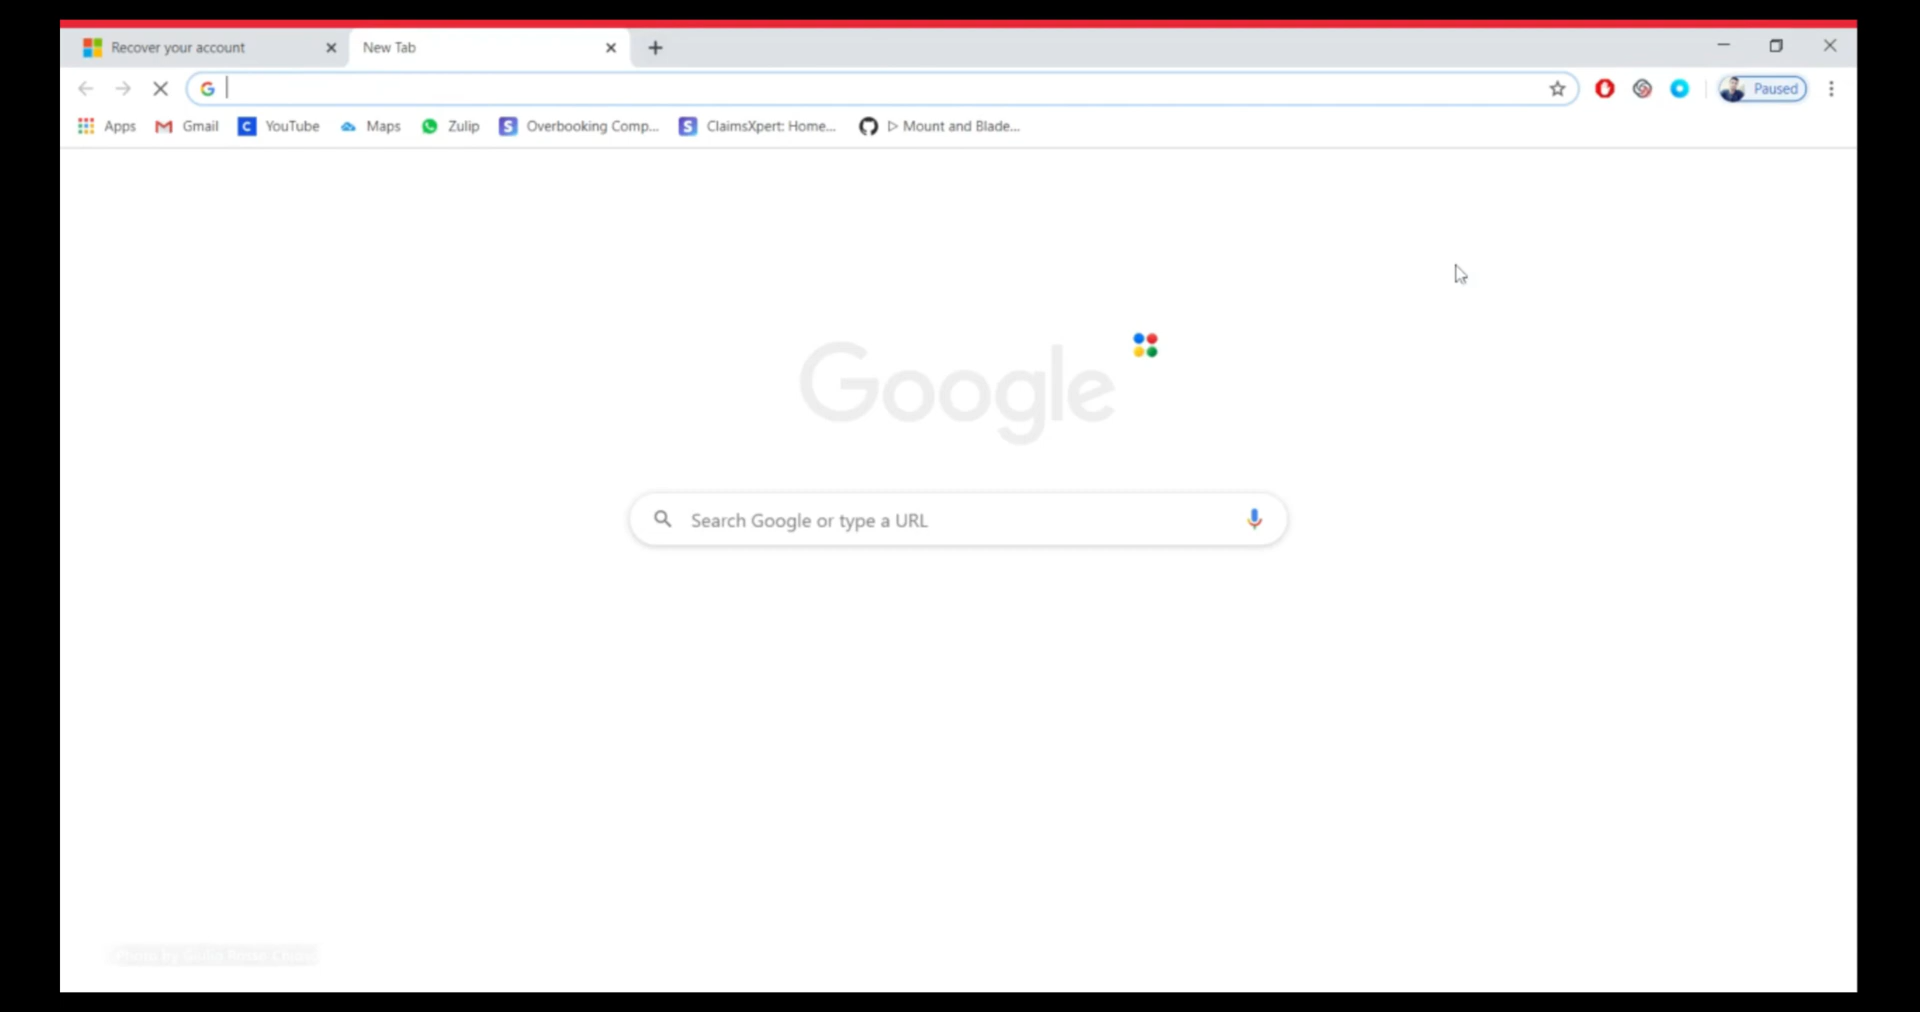 Recover your account
New Tab
Paused
Apps Gmail YouTube Maps Zulip Overbooking Comp... ClaimsXpert: Home... Mount and Blade...
Google
Search Google or type a URL